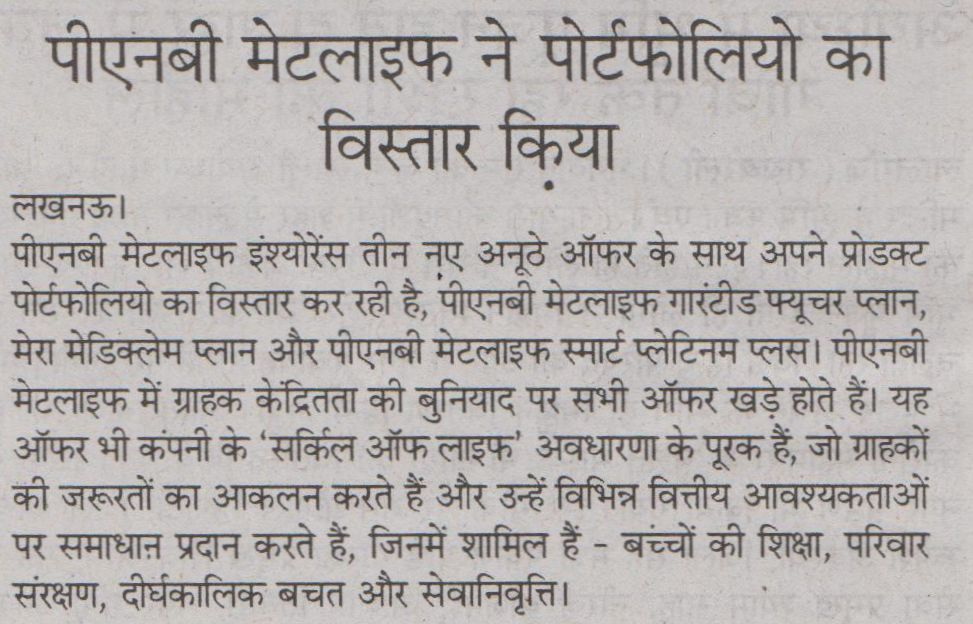 पीएनबी मेटलाइफ ने पोर्टफोलियो का
विस्तार किया
लखनऊ।
पीएनबी मेटलाइफ इंश्योरेंस तीन नए अनूठे ऑफर के साथ अपने प्रोडक्ट
पोर्टफोलियो का विस्तार कर रही है, पीएनबी मेटलाइफ गारंटीड फ्यूचर प्लान,
मेरा मेडिक्लेम प्लान और पीएनबी मेटलाइफ स्मार्ट प्लेटिनम प्लस। पीएनबी
मेटलाइफ में ग्राहक केंद्रितता की बुनियाद पर सभी ऑफर खड़े होते हैं। यह
ऑफर भी कंपनी के ‘सर्किल ऑफ लाइफ’ अवधारणा के पूरक हैं, जो ग्राहकों
की जरूरतों का आकलन करते हैं और उन्हें विभिन्न वित्तीय आवश्यकताओं
पर समाधान प्रदान करते हैं, जिनमें शामिल हैं - बच्चों की शिक्षा, परिवार
संरक्षण, दीर्घकालिक बचत और सेवानिवृत्ति।